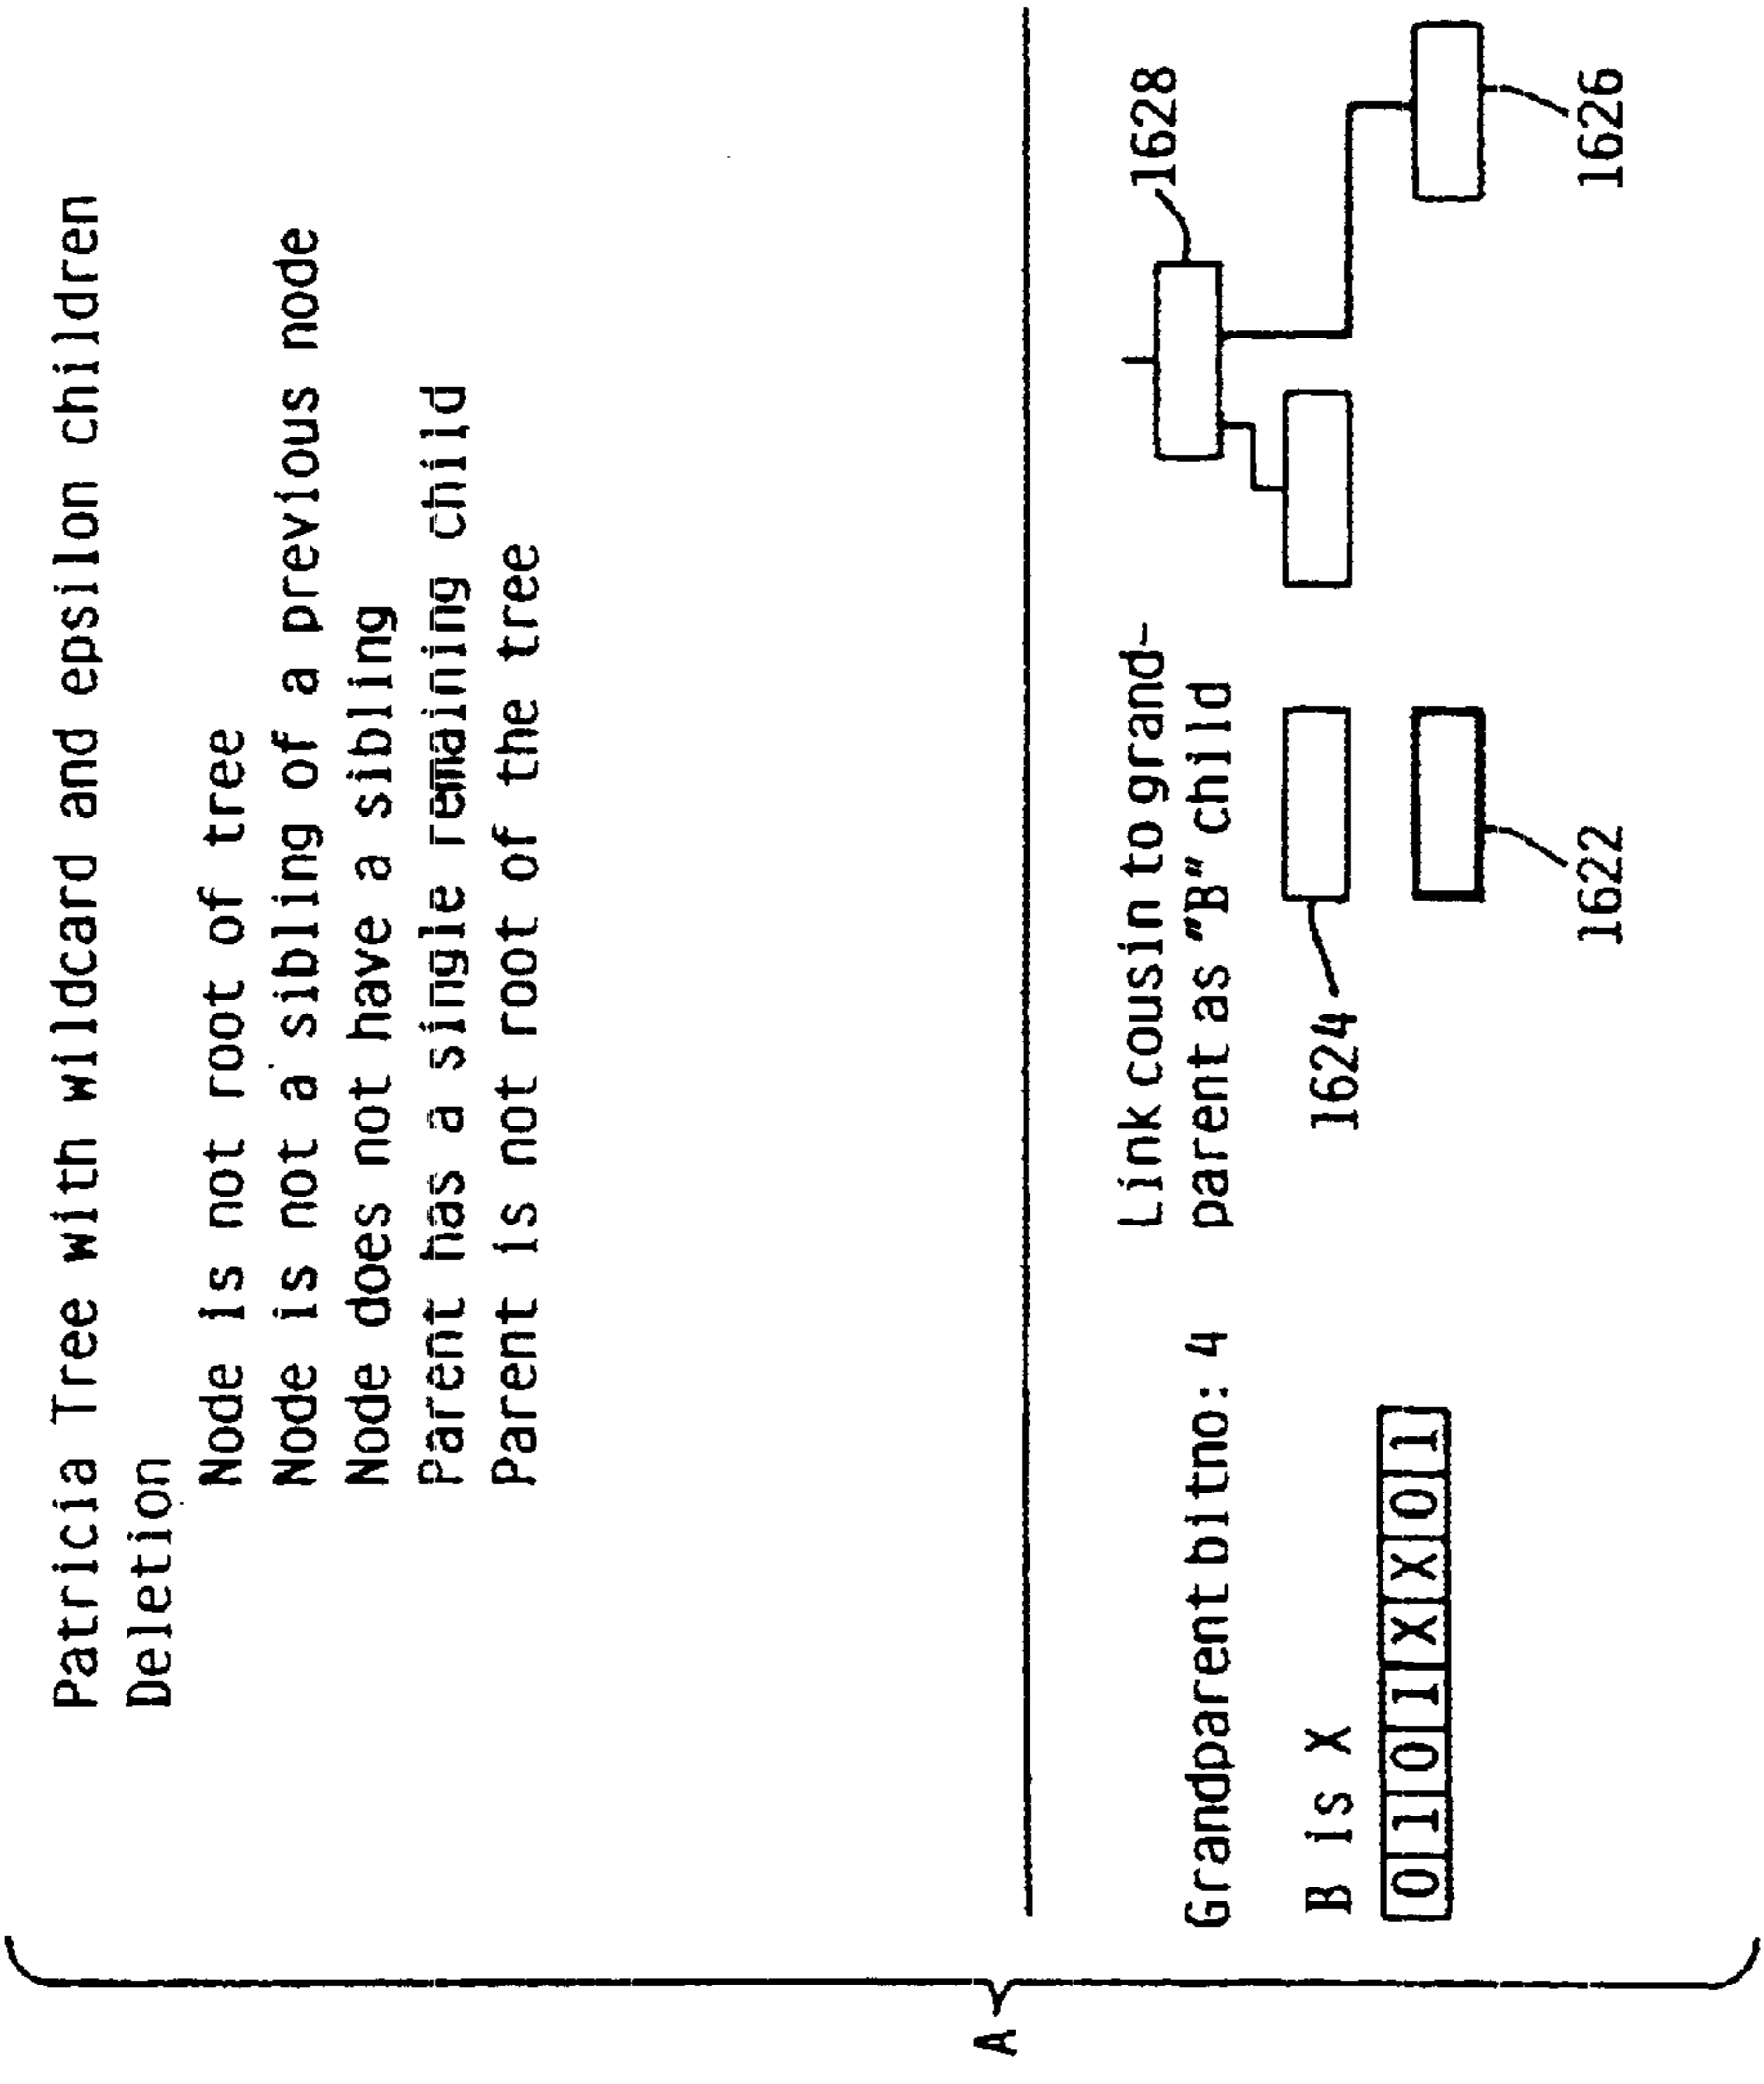 Patricia Tree with wildcard and epsilon children
Deletion
Node is not root of tree
Node is not a sibling of a previous node
Node does not have a sibling
Parent has a single remaining child
Parent is not root of the tree
Grandparent bitno: 4
Link cousin to grand-
parent as "B" child
B is X
0 1 0 1 X X 0 1
1628
1624
1622
1626
A